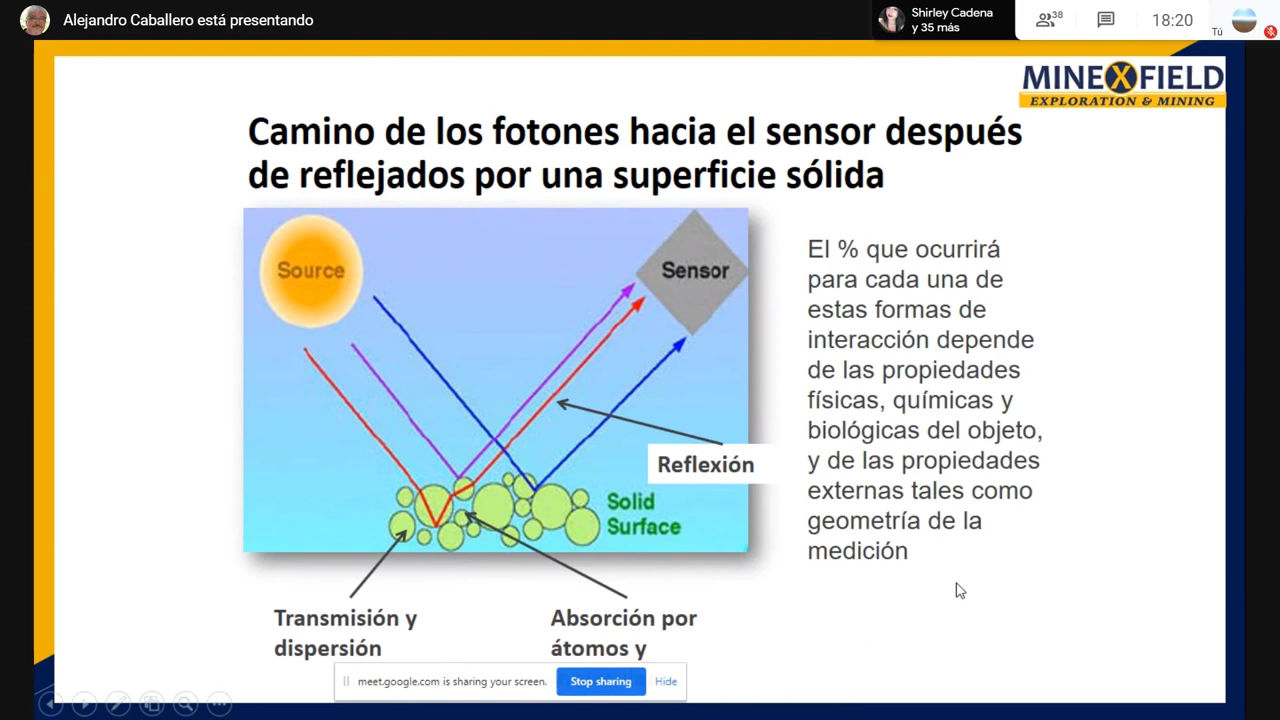 Alejandro Caballero está presentando
Shirley Cadena
y 35 más
38
18:20
Tú
MINEXFIELD
EXPLORATION & MINING
Camino de los fotones hacia el sensor después
de reflejados por una superficie sólida
Source
Sensor
Reflexión
Solid
Surface
Transmisión y
dispersión
Absorción por
átomos y
El % que ocurrirá
para cada una de
estas formas de
interacción depende
de las propiedades
físicas, químicas y
biológicas del objeto,
y de las propiedades
externas tales como
geometría de la
medición
meet.google.com is sharing your screen.
Stop sharing
Hide